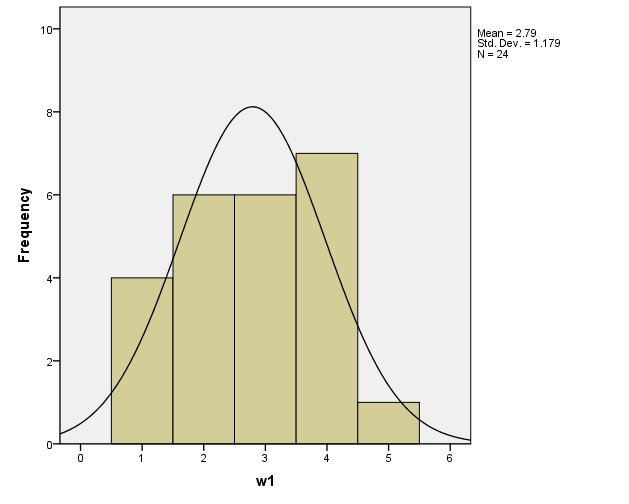 Mean = 2.79
Std. Dev. = 1.179
N = 24
10
8
6
4
2
0
Frequency
0 1 2 3 4 5 6
w1